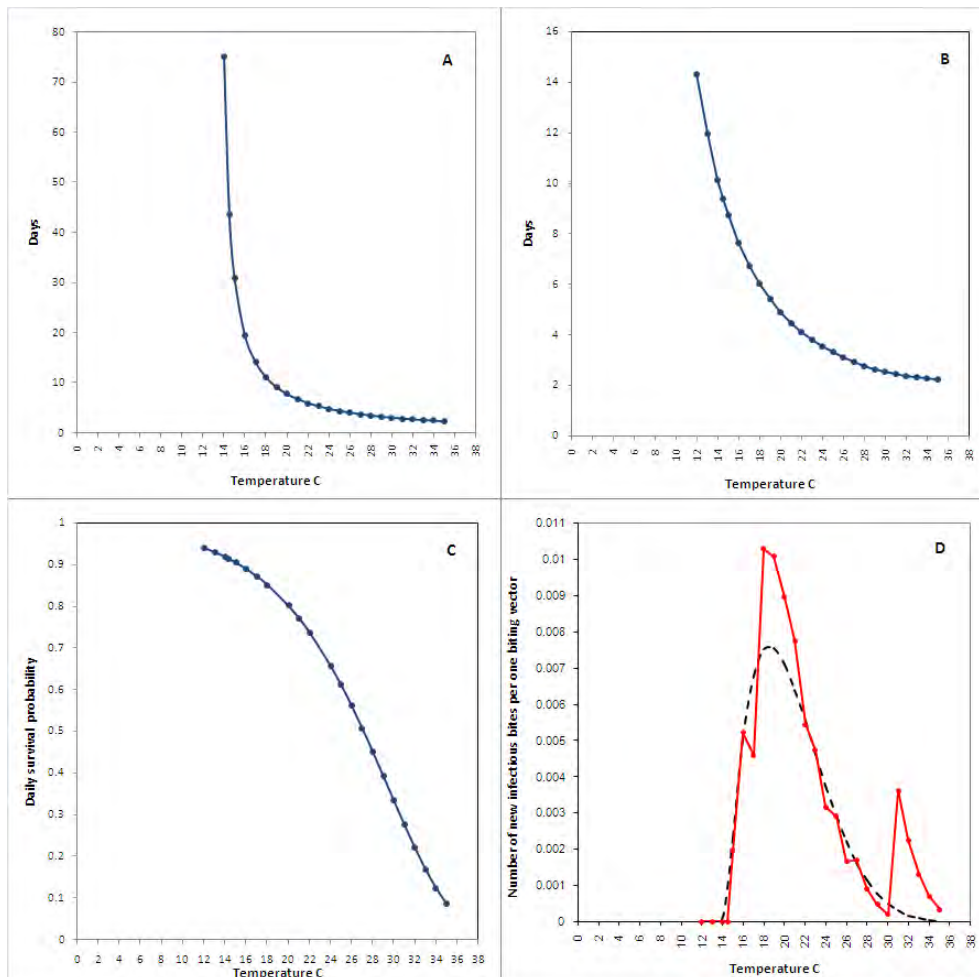 A
Days
80
70
60
50
40
30
20
10
0
0 2 4 6 8 10 12 14 16 18 20 22 24 26 28 30 32 34 36 38
Temperature C
B
Days
16
14
12
10
8
6
4
2
0
0 2 4 6 8 10 12 14 16 18 20 22 24 26 28 30 32 34 36 38
Temperature C
C
Daily survival probability
1
0.9
0.8
0.7
0.6
0.5
0.4
0.3
0.2
0.1
0
0 2 4 6 8 10 12 14 16 18 20 22 24 26 28 30 32 34 36 38
Temperature C
D
Number of new infectious bites per one biting vector
0.011
0.01
0.009
0.008
0.007
0.006
0.005
0.004
0.003
0.002
0.001
0
0 2 4 6 8 10 12 14 16 18 20 22 24 26 28 30 32 34 36 38
Temperature C